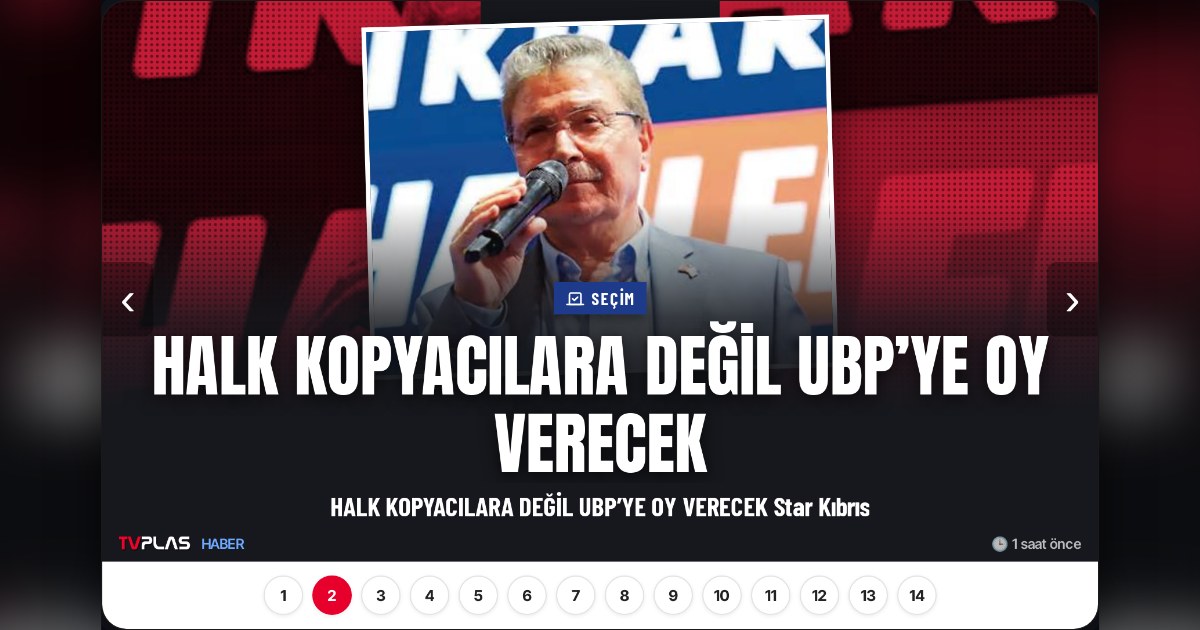 SEÇİM
HALK KOPYACILARA DEĞİL UBP’YE OY
VERECEK
HALK KOPYACILARA DEĞİL UBP’YE OY VERECEK Star Kıbrıs
TVPLAS HABER
1 saat önce
1 2 3 4 5 6 7 8 9 10 11 12 13 14